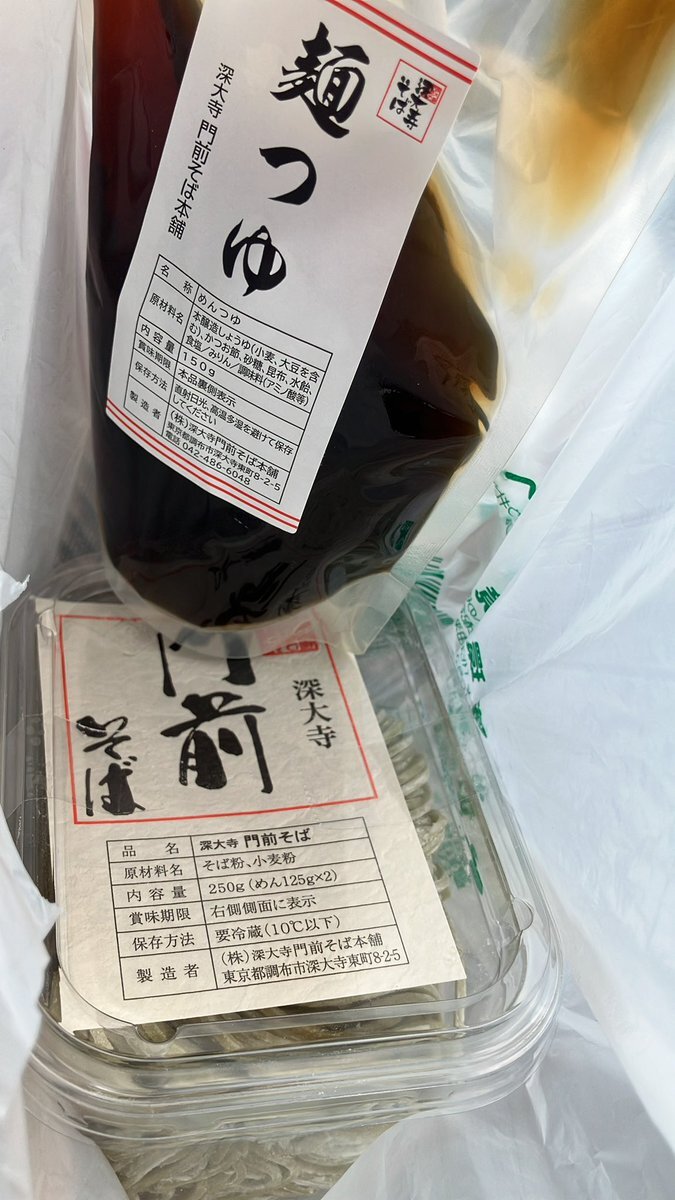 麺つゆ
深大寺そば
深大寺 門前そば本舗
名 称 めんつゆ
原材料名 本醸造しょうゆ(小麦、大豆を含
む)、かつお節、砂糖、昆布、水飴、
食塩/みりん/調味料(アミノ酸等)
内容量 150g
賞味期限 本品裏側表示
保存方法 直射日光、高温多湿を避けて保存
してください
製造者 (株)深大寺門前そば本舗
東京都調布市深大寺東町8-2-5
電話 042-486-6048
深大寺
門前
そば
品 名 深大寺 門前そば
原材料名 そば粉、小麦粉
内容量 250g(めん125g×2)
賞味期限 右側側面に表示
保存方法 要冷蔵(10℃以下)
製造者 (株)深大寺門前そば本舗
東京都調布市深大寺東町8-2-5